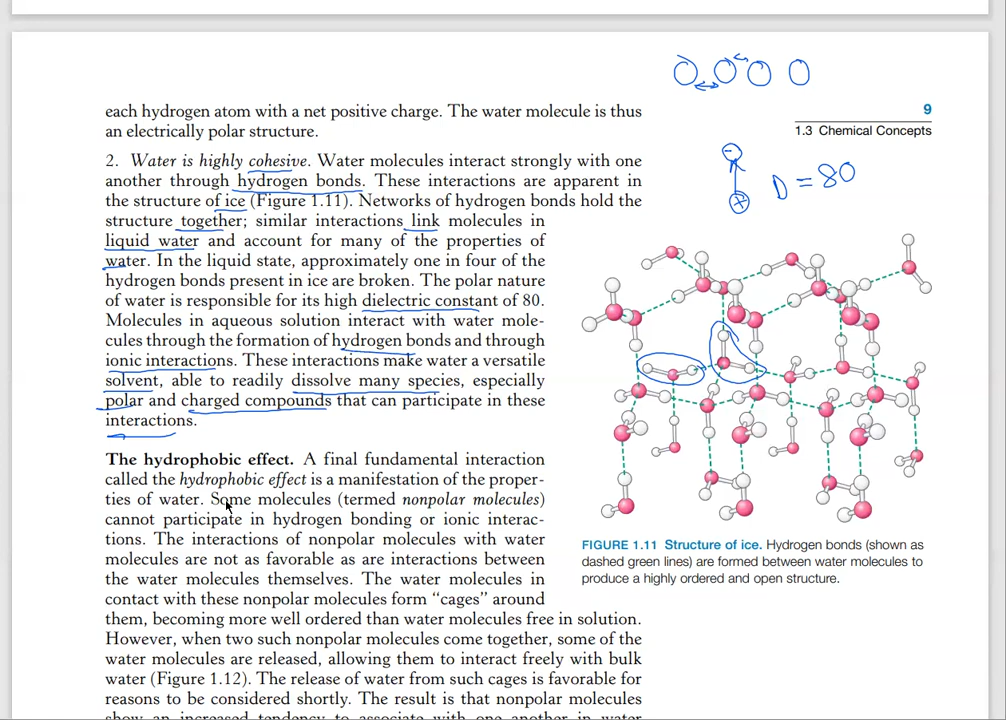 D = 80
9
1.3 Chemical Concepts
each hydrogen atom with a net positive charge. The water molecule is thus
an electrically polar structure.
2. Water is highly cohesive. Water molecules interact strongly with one
another through hydrogen bonds. These interactions are apparent in
the structure of ice (Figure 1.11). Networks of hydrogen bonds hold the
structure together; similar interactions link molecules in
liquid water and account for many of the properties of
water. In the liquid state, approximately one in four of the
hydrogen bonds present in ice are broken. The polar nature
of water is responsible for its high dielectric constant of 80.
Molecules in aqueous solution interact with water mole-
cules through the formation of hydrogen bonds and through
ionic interactions. These interactions make water a versatile
solvent, able to readily dissolve many species, especially
polar and charged compounds that can participate in these
interactions.
The hydrophobic effect. A final fundamental interaction
called the hydrophobic effect is a manifestation of the proper-
ties of water. Some molecules (termed nonpolar molecules)
cannot participate in hydrogen bonding or ionic interac-
tions. The interactions of nonpolar molecules with water
molecules are not as favorable as are interactions between
the water molecules themselves. The water molecules in
contact with these nonpolar molecules form “cages” around
them, becoming more well ordered than water molecules free in solution.
However, when two such nonpolar molecules come together, some of the
water molecules are released, allowing them to interact freely with bulk
water (Figure 1.12). The release of water from such cages is favorable for
reasons to be considered shortly. The result is that nonpolar molecules
show an increased tendency to associate with one another in water
FIGURE 1.11 Structure of ice. Hydrogen bonds (shown as
dashed green lines) are formed between water molecules to
produce a highly ordered and open structure.